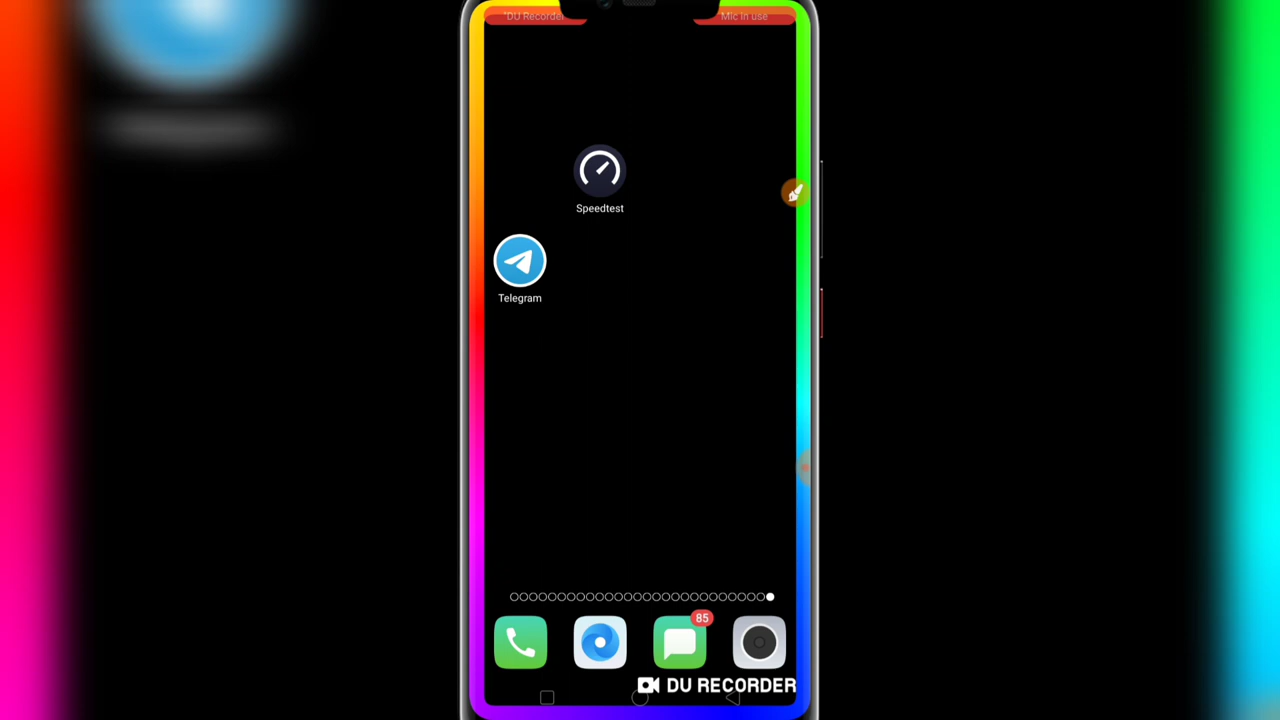 "DU Recorder
Mic in use
Speedtest
Telegram
85
DU RECORDER